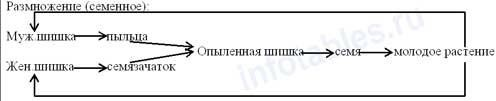 Размножение (семенное):
Муж.шишка пыльца
Опыленная шишка семя молодое растение
Жен.шишка семязачаток
infotables.ru